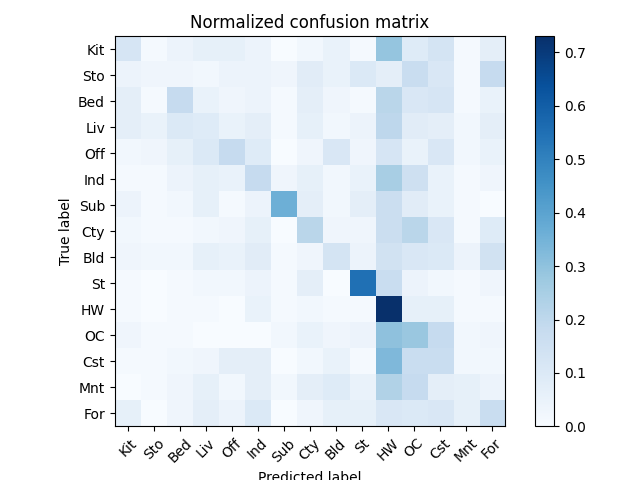 Normalized confusion matrix
True label
Kit
Sto
Bed
Liv
Off
Ind
Sub
Cty
Bld
St
HW
OC
Cst
Mnt
For
Kit Sto Bed Liv Off Ind Sub Cty Bld St HW OC Cst Mnt For
Predicted label
0.7
0.6
0.5
0.4
0.3
0.2
0.1
0.0